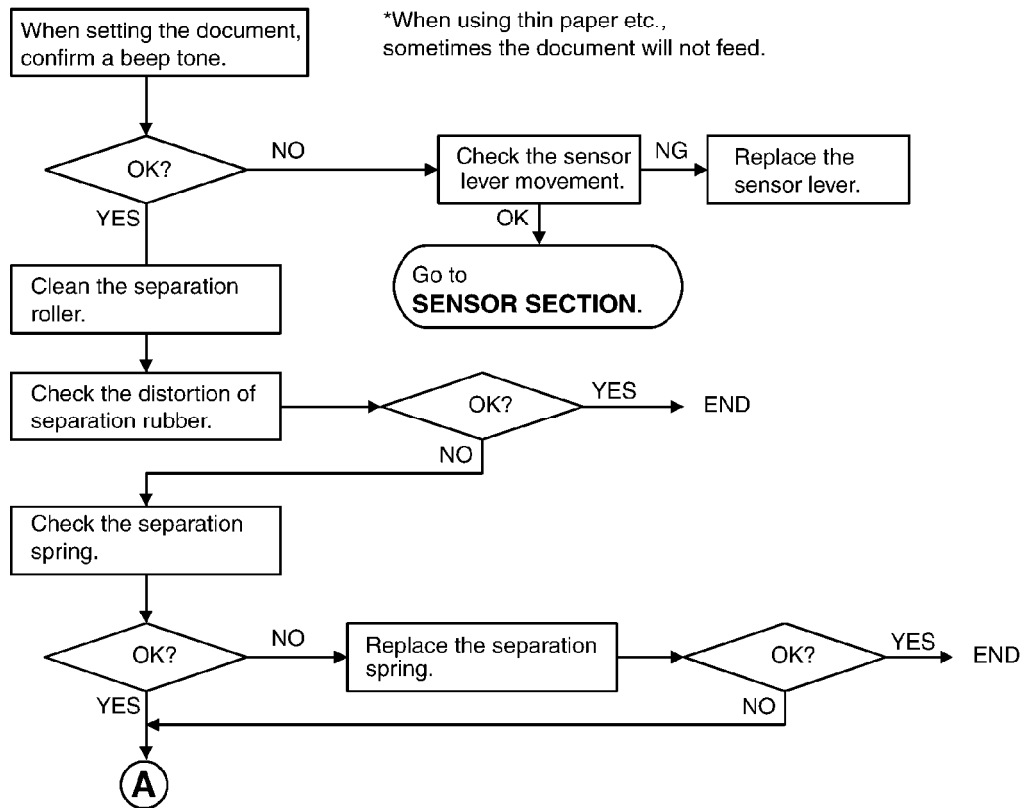 When setting the document,
confirm a beep tone.
*When using thin paper etc.,
sometimes the document will not feed.
OK?
NO
Check the sensor
lever movement.
NG
Replace the
sensor lever.
YES
OK
Go to
SENSOR SECTION.
Clean the separation
roller.
Check the distortion of
separation rubber.
OK?
YES
END
NO
Check the separation
spring.
OK?
NO
Replace the separation
spring.
OK?
YES
END
YES
NO
A